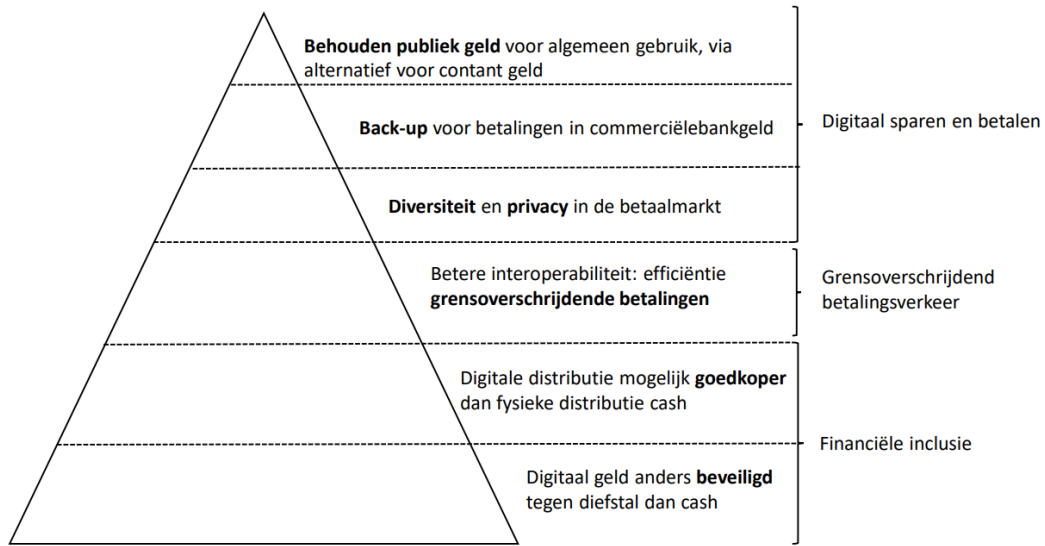 Behouden publiek geld voor algemeen gebruik, via
alternatief voor contant geld
Back-up voor betalingen in commerciëlebankgeld
Digitaal sparen en betalen
Diversiteit en privacy in de betaalmarkt
Betere interoperabiliteit: efficiëntie
grensoverschrijdende betalingen
Grensoverschrijdend
betalingsverkeer
Digitale distributie mogelijk goedkoper
dan fysieke distributie cash
Financiële inclusie
Digitaal geld anders beveiligd
tegen diefstal dan cash